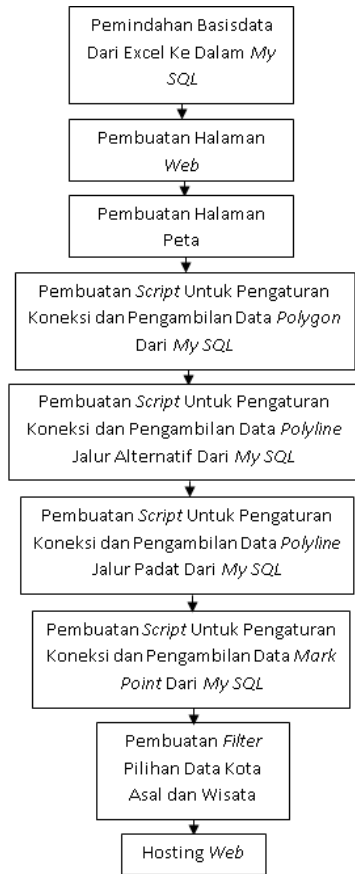 Pemindahan Basisdata
Dari Excel Ke Dalam My
SQL
Pembuatan Halaman
Web
Pembuatan Halaman
Peta
Pembuatan Script Untuk Pengaturan
Koneksi dan Pengambilan Data Polygon
Dari My SQL
Pembuatan Script Untuk Pengaturan
Koneksi dan Pengambilan Data Polyline
Jalur Alternatif Dari My SQL
Pembuatan Script Untuk Pengaturan
Koneksi dan Pengambilan Data Polyline
Jalur Padat Dari My SQL
Pembuatan Script Untuk Pengaturan
Koneksi dan Pengambilan Data Mark
Point Dari My SQL
Pembuatan Filter
Pilihan Data Kota
Asal dan Wisata
Hosting Web